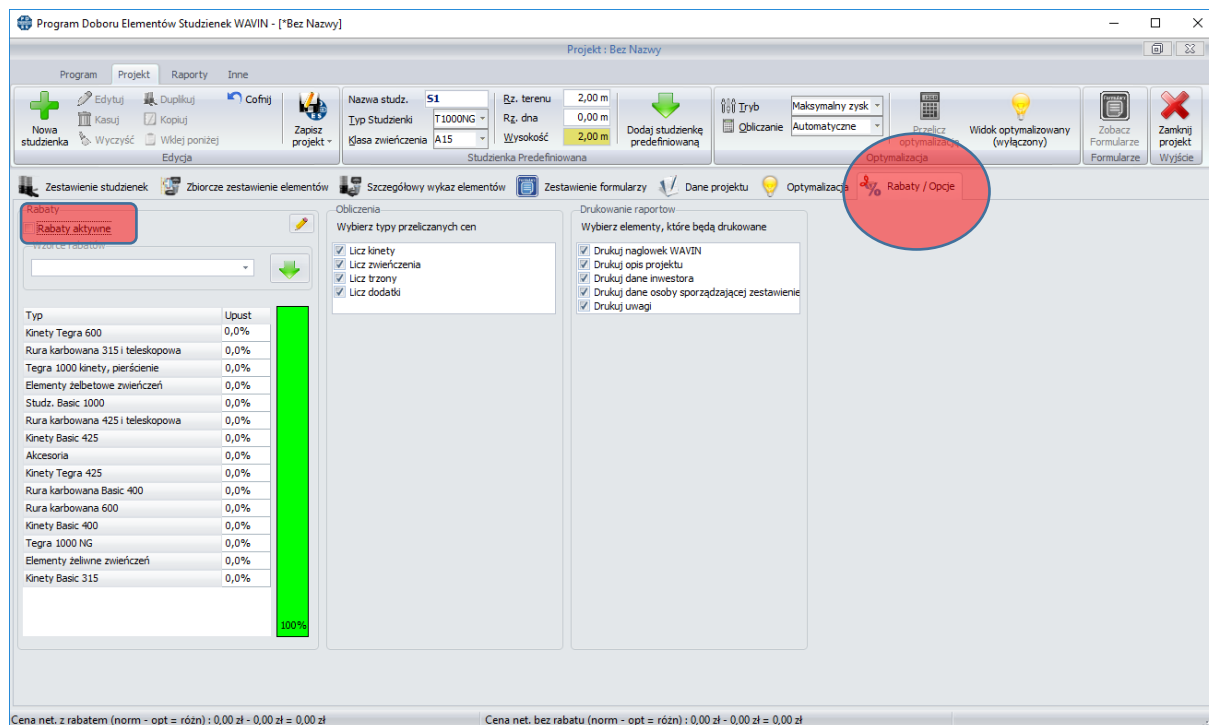 Program Doboru Elementów Studzienek WAVIN - [*Bez Nazwy]
Projekt : Bez Nazwy
Program Projekt Raporty Inne
Nowa studzienka
Edytuj Duplikuj Cofnij
Kasuj Kopiuj
Wyczyść Wklej poniżej
Zapisz projekt
Edycja
Nazwa studz. S1 Rz. terenu 2,00 m
Typ Studzienki T1000NG Rz. dna 0,00 m
Klasa zwieńczenia A15 Wysokość 2,00 m
Dodaj studzienkę predefiniowaną
Studzienka Predefiniowana
Tryb Maksymalny zysk
Obliczanie Automatyczne
Przelicz optymalizację
Widok optymalizowany (wyłączony)
Optymalizacja
Zobacz Formularze
Formularze
Zamknij projekt
Wyjście
Zestawienie studzienek Zbiorcze zestawienie elementów Szczegółowy wykaz elementów Zestawienie formularzy Dane projektu Optymalizacja Rabaty / Opcje
Rabaty
Rabaty aktywne
Wzorce rabatów
Typ Upust
Kinety Tegra 600 0,0%
Rura karbowana 315 i teleskopowa 0,0%
Tegra 1000 kinety, pierścienie 0,0%
Elementy żelbetowe zwieńczeń 0,0%
Studz. Basic 1000 0,0%
Rura karbowana 425 i teleskopowa 0,0%
Kinety Basic 425 0,0%
Akcesoria 0,0%
Kinety Tegra 425 0,0%
Rura karbowana Basic 400 0,0%
Rura karbowana 600 0,0%
Kinety Basic 400 0,0%
Tegra 1000 NG 0,0%
Elementy żeliwne zwieńczeń 0,0%
Kinety Basic 315 0,0%
100%
Obliczenia
Wybierz typy przeliczanych cen
Licz kinety
Licz zwieńczenia
Licz trzony
Licz dodatki
Drukowanie raportow
Wybierz elementy, które będą drukowane
Drukuj naglowek WAVIN
Drukuj opis projektu
Drukuj dane inwestora
Drukuj dane osoby sporządzającej zestawienie
Drukuj uwagi
Cena net. z rabatem (norm - opt = różn) : 0,00 zł - 0,00 zł = 0,00 zł
Cena net. bez rabatu (norm - opt = różn) : 0,00 zł - 0,00 zł = 0,00 zł